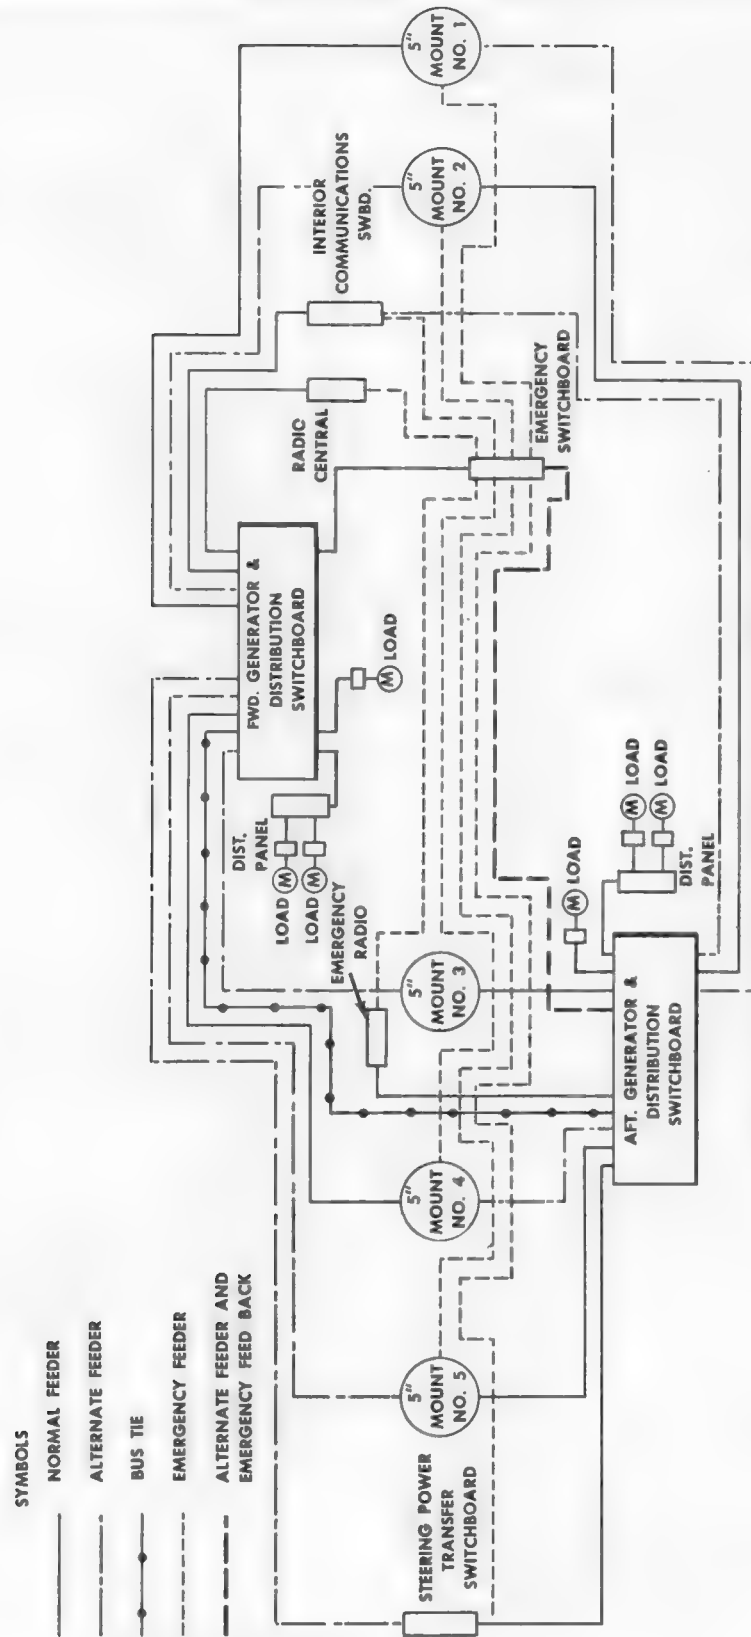 SYMBOLS
NORMAL FEEDER
ALTERNATE FEEDER
BUS TIE
EMERGENCY FEEDER
ALTERNATE FEEDER AND
EMERGENCY FEED BACK
STEERING POWER
TRANSFER
SWITCHBOARD
5"
MOUNT
NO. 5
5"
MOUNT
NO. 4
5"
MOUNT
NO. 3
EMERGENCY
RADIO
DIST.
PANEL
LOAD M
LOAD M
FWD. GENERATOR &
DISTRIBUTION
SWITCHBOARD
M LOAD
RADIO
CENTRAL
INTERIOR
COMMUNICATIONS
SWBD.
5"
MOUNT
NO. 2
5"
MOUNT
NO. 1
EMERGENCY
SWITCHBOARD
M LOAD
M LOAD
M LOAD
DIST.
PANEL
AFT. GENERATOR &
DISTRIBUTION
SWITCHBOARD